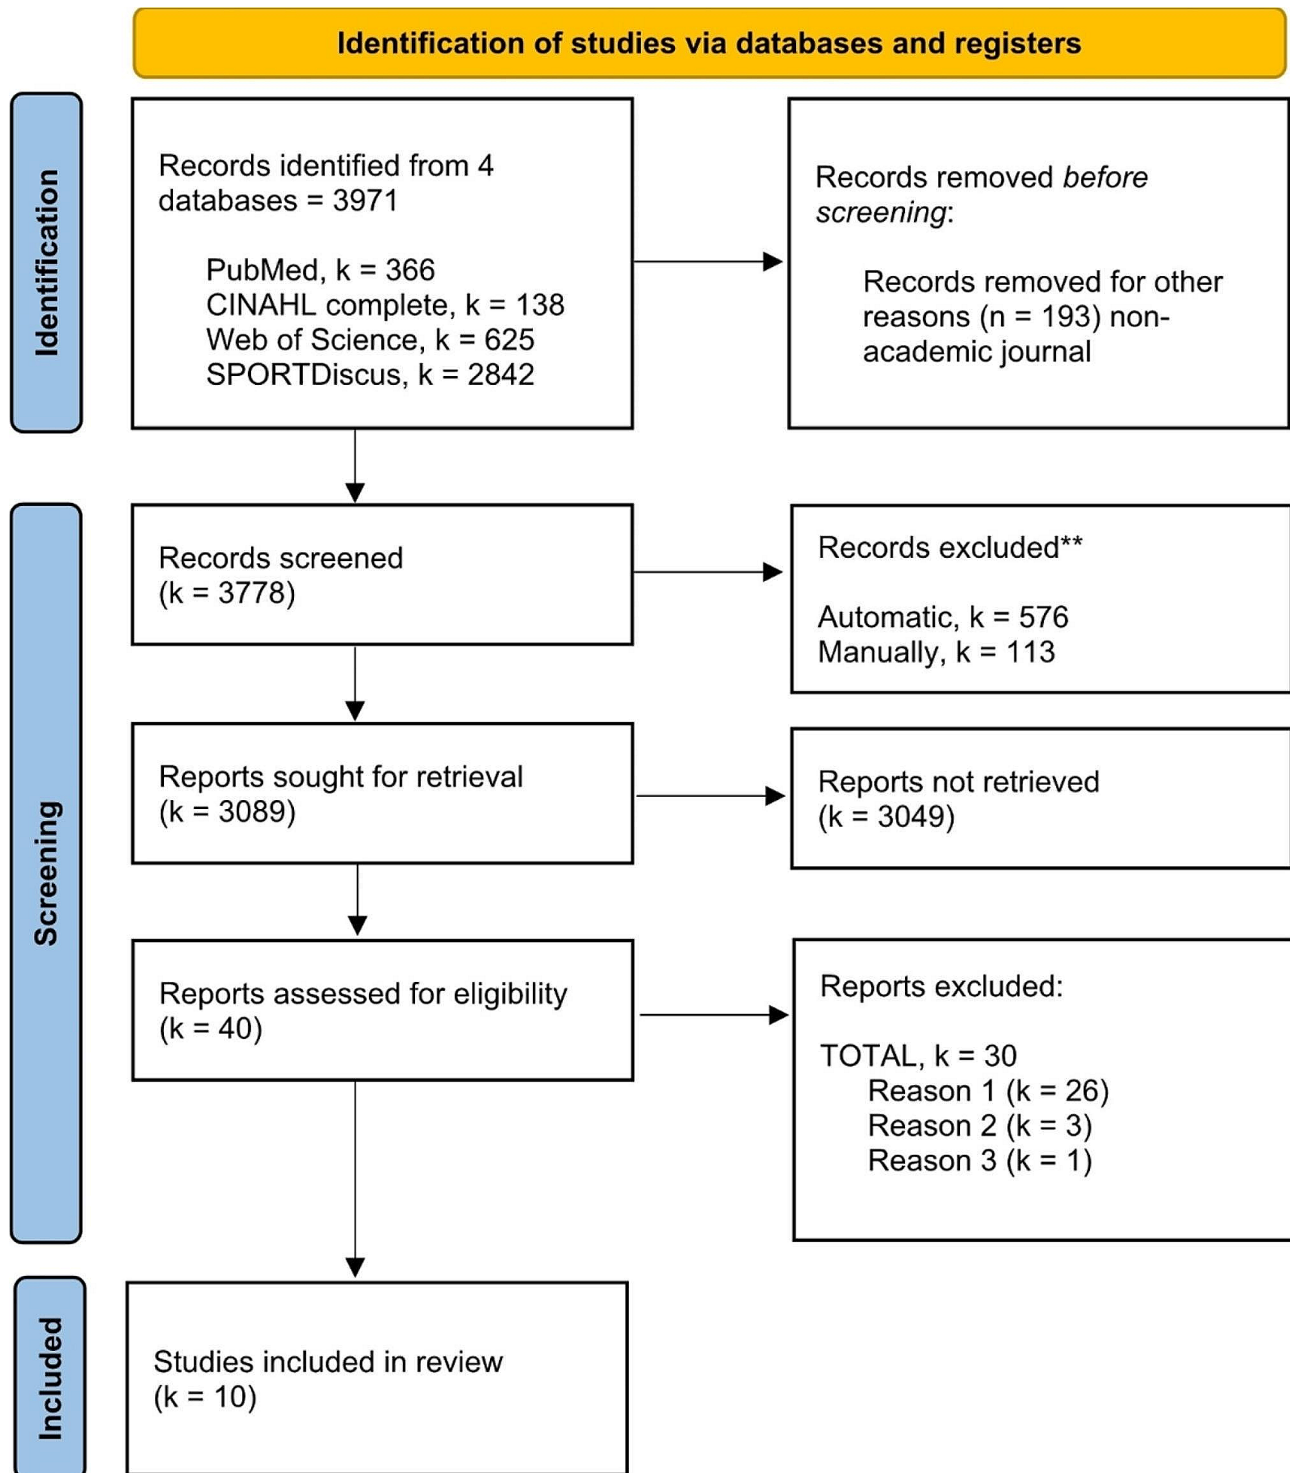 Identification of studies via databases and registers
Identification
Records identified from 4
databases = 3971
PubMed, k = 366
CINAHL complete, k = 138
Web of Science, k = 625
SPORTDiscus, k = 2842
Records removed before
screening:
Records removed for other
reasons (n = 193) non-
academic journal
Screening
Records screened
(k = 3778)
Records excluded**
Automatic, k = 576
Manually, k = 113
Reports sought for retrieval
(k = 3089)
Reports not retrieved
(k = 3049)
Reports assessed for eligibility
(k = 40)
Reports excluded:
TOTAL, k = 30
Reason 1 (k = 26)
Reason 2 (k = 3)
Reason 3 (k = 1)
Included
Studies included in review
(k = 10)